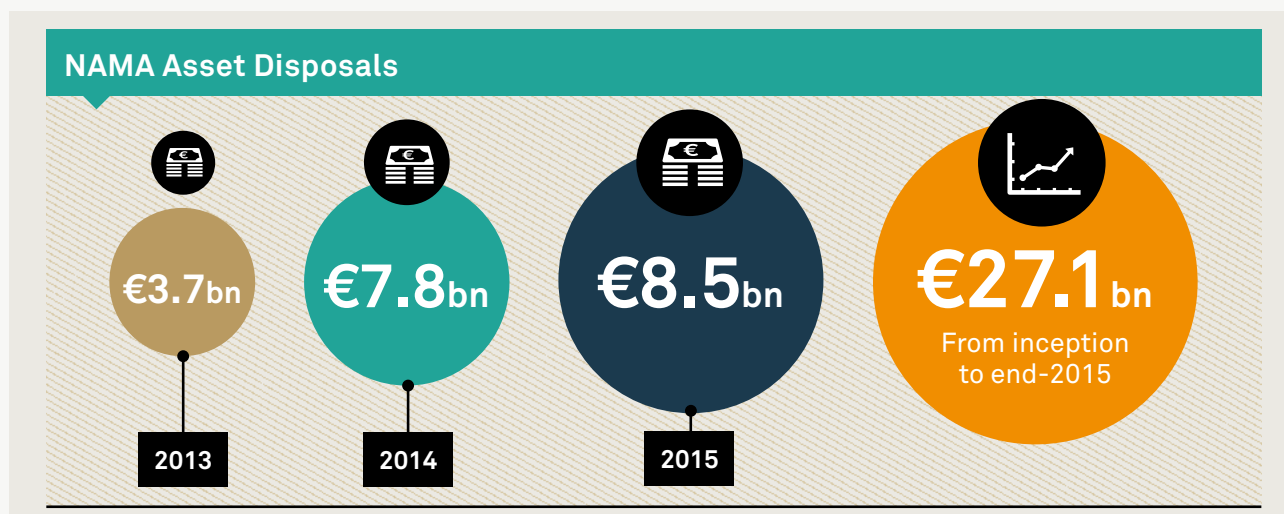 NAMA Asset Disposals
€3.7bn
€7.8bn
€8.5bn
€27.1bn
From inception
to end-2015
2013
2014
2015